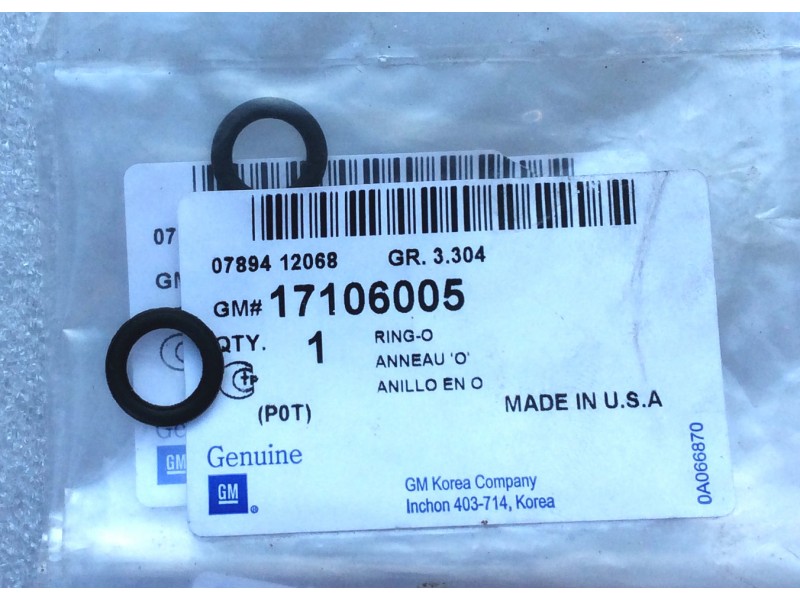 07894 12068 GR. 3.304
GM# 17106005
QTY. 1
RING-O
ANNEAU 'O'
ANILLO EN O
(P0T)
MADE IN U.S.A
Genuine
GM
GM Korea Company
Inchon 403-714, Korea
0A066870
07
GM
Ge
GM